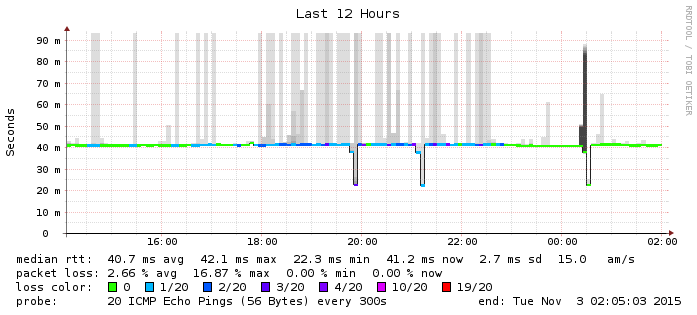 Last 12 Hours
RRDTOOL / TOBI OETIKER
Seconds
90 m
80 m
70 m
60 m
50 m
40 m
30 m
20 m
10 m
0
16:00 18:00 20:00 22:00 00:00 02:00
median rtt: 40.7 ms avg 42.1 ms max 22.3 ms min 41.2 ms now 2.7 ms sd 15.0 am/s
packet loss: 2.66 % avg 16.87 % max 0.00 % min 0.00 % now
loss color: 0 1/20 2/20 3/20 4/20 10/20 19/20
probe: 20 ICMP Echo Pings (56 Bytes) every 300s end: Tue Nov 3 02:05:03 2015